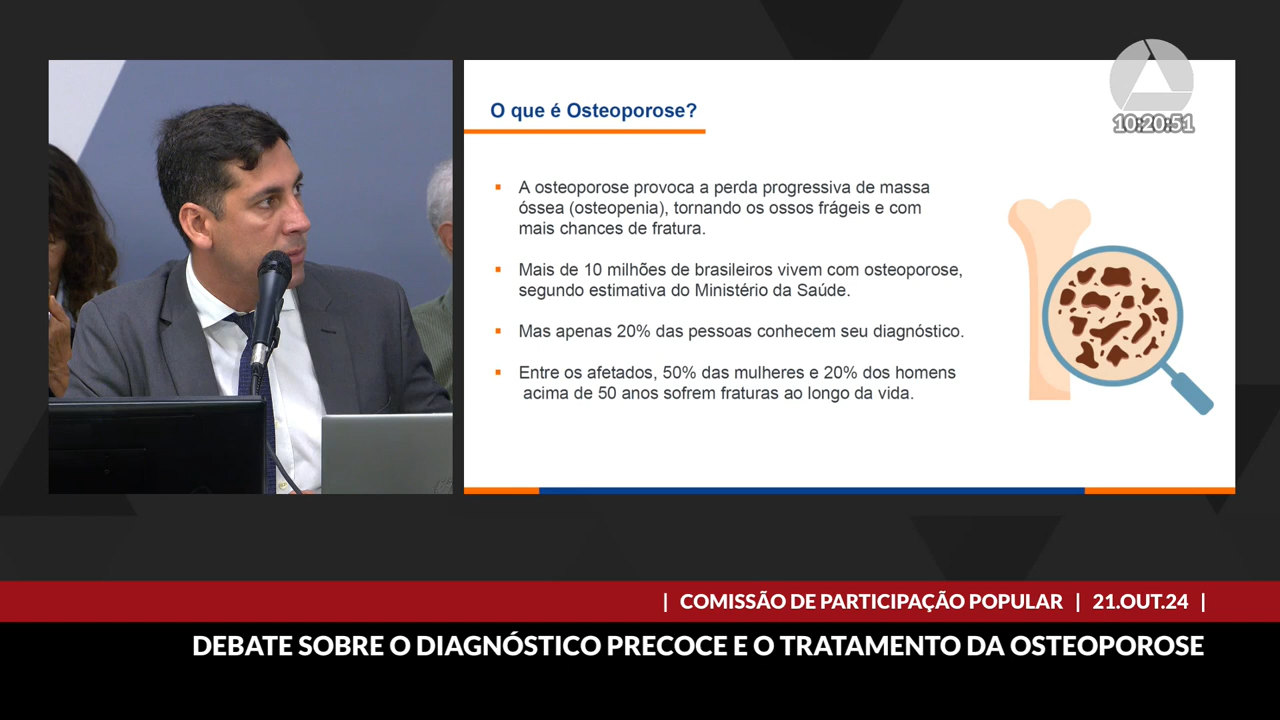 10:20:51
O que é Osteoporose?
▪ A osteoporose provoca a perda progressiva de massa
óssea (osteopenia), tornando os ossos frágeis e com
mais chances de fratura.
▪ Mais de 10 milhões de brasileiros vivem com osteoporose,
segundo estimativa do Ministério da Saúde.
▪ Mas apenas 20% das pessoas conhecem seu diagnóstico.
▪ Entre os afetados, 50% das mulheres e 20% dos homens
acima de 50 anos sofrem fraturas ao longo da vida.
| COMISSÃO DE PARTICIPAÇÃO POPULAR | 21.OUT.24 |
DEBATE SOBRE O DIAGNÓSTICO PRECOCE E O TRATAMENTO DA OSTEOPOROSE